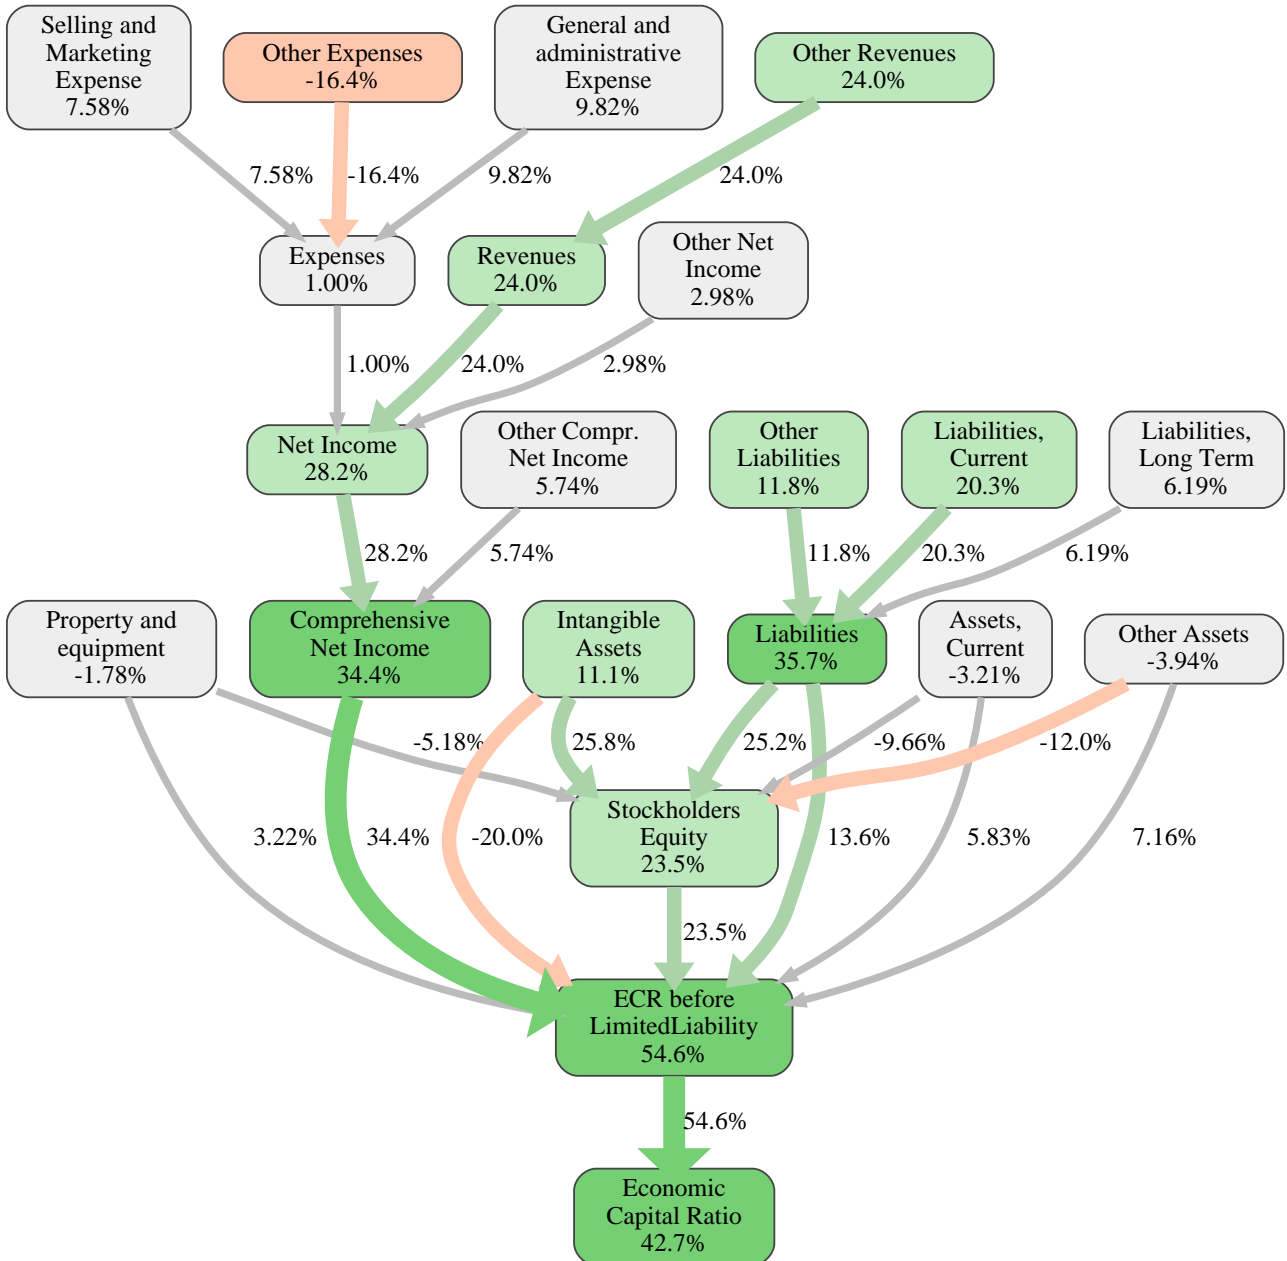 Selling and
Marketing
Expense
7.58%
Other Expenses
-16.4%
General and
administrative
Expense
9.82%
Other Revenues
24.0%
7.58%
-16.4%
9.82%
24.0%
Expenses
1.00%
Revenues
24.0%
Other Net
Income
2.98%
1.00%
24.0%
2.98%
Net Income
28.2%
Other Compr.
Net Income
5.74%
Other
Liabilities
11.8%
Liabilities,
Current
20.3%
Liabilities,
Long Term
6.19%
28.2%
5.74%
11.8%
20.3%
6.19%
Property and
equipment
-1.78%
Comprehensive
Net Income
34.4%
Intangible
Assets
11.1%
Liabilities
35.7%
Assets,
Current
-3.21%
Other Assets
-3.94%
-5.18%
25.8%
25.2%
-9.66%
-12.0%
Stockholders
Equity
23.5%
3.22%
34.4%
-20.0%
13.6%
5.83%
7.16%
23.5%
ECR before
LimitedLiability
54.6%
54.6%
Economic
Capital Ratio
42.7%